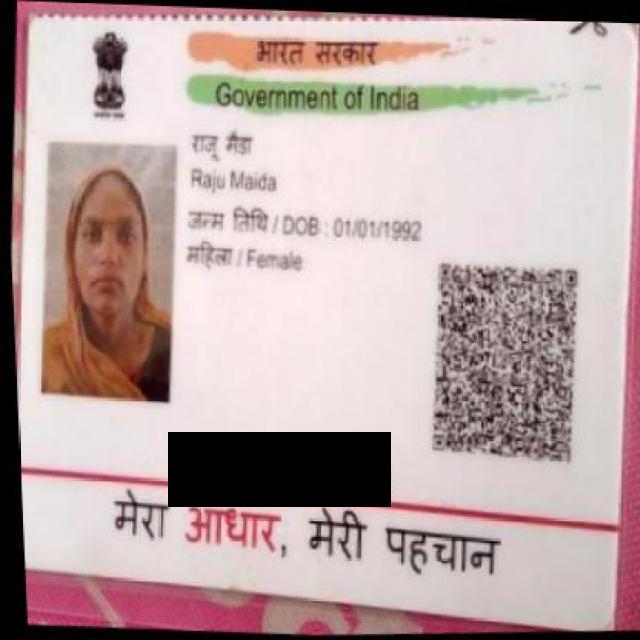 भारत सरकार
Government of India
राजू मैडा
Raju Maida
जन्म तिथि / DOB : 01/01/1992
महिला / Female
मेरा आधार, मेरी पहचान